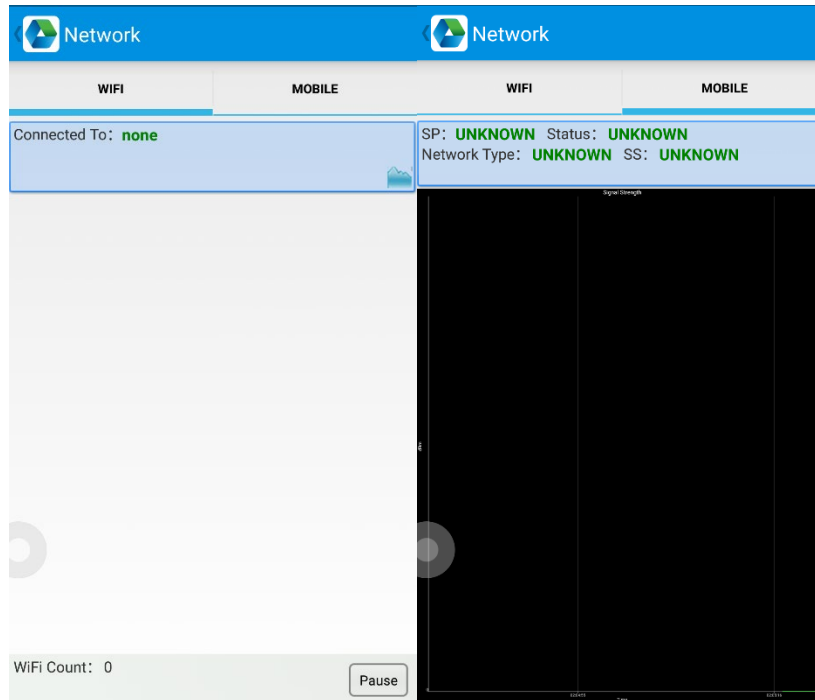 Network
WIFI MOBILE
Connected To: none
WiFi Count: 0
Pause
Network
WIFI MOBILE
SP: UNKNOWN Status: UNKNOWN
Network Type: UNKNOWN SS: UNKNOWN
Signal Strength